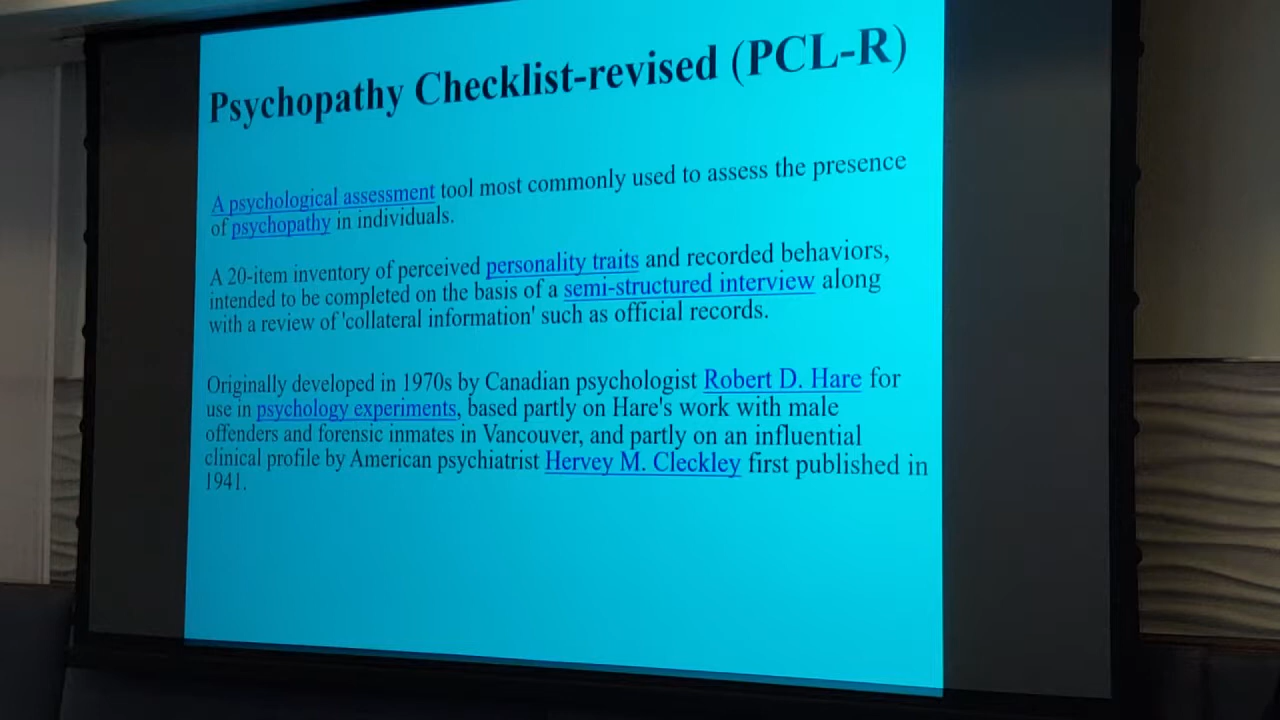 Psychopathy Checklist-revised (PCL-R)
A psychological assessment tool most commonly used to assess the presence
of psychopathy in individuals.
A 20-item inventory of perceived personality traits and recorded behaviors,
intended to be completed on the basis of a semi-structured interview along
with a review of 'collateral information' such as official records.
Originally developed in 1970s by Canadian psychologist Robert D. Hare for
use in psychology experiments, based partly on Hare's work with male
offenders and forensic inmates in Vancouver, and partly on an influential
clinical profile by American psychiatrist Hervey M. Cleckley first published in
1941.